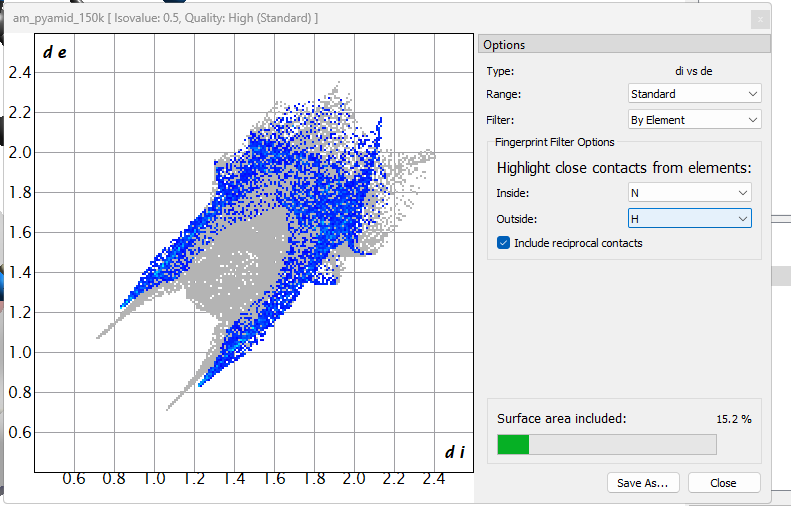 am_pyamid_150k [ Isovalue: 0.5, Quality: High (Standard) ]
d e
2.4
2.2
2.0
1.8
1.6
1.4
1.2
1.0
0.8
0.6
d i
0.6 0.8 1.0 1.2 1.4 1.6 1.8 2.0 2.2 2.4
Options
Type: di vs de
Range: Standard
Filter: By Element
Fingerprint Filter Options
Highlight close contacts from elements:
Inside: N
Outside: H
Include reciprocal contacts
Surface area included: 15.2 %
Save As... Close